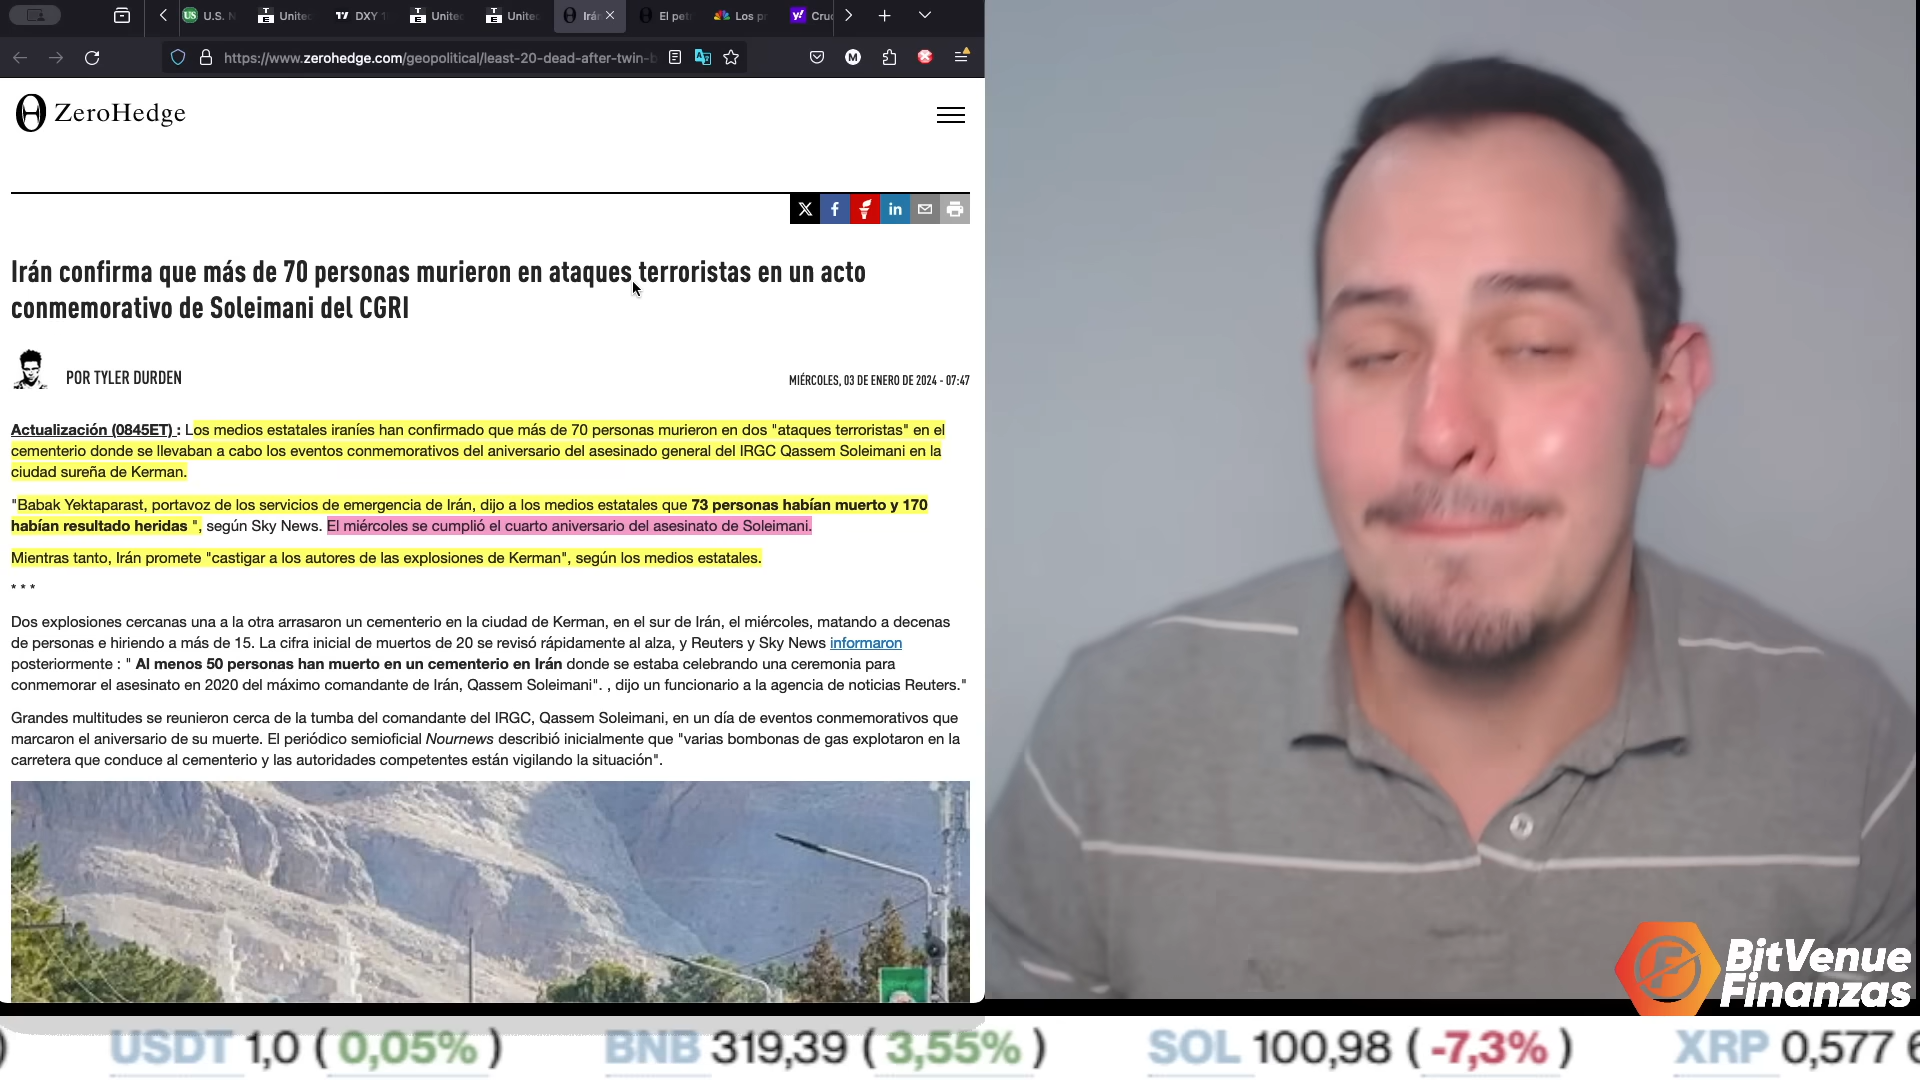 U.S. N
Unitec
DXY 1
Unitec
Unitec
Irár
El pet
Los pr
Cruc
https://www.zerohedge.com/geopolitical/least-20-dead-after-twin-b
ZeroHedge
Irán confirma que más de 70 personas murieron en ataques terroristas en un acto
conmemorativo de Soleimani del CGRI
POR TYLER DURDEN
MIÉRCOLES, 03 DE ENERO DE 2024 - 07:47
Actualización (0845ET) : Los medios estatales iraníes han confirmado que más de 70 personas murieron en dos "ataques terroristas" en el
cementerio donde se llevaban a cabo los eventos conmemorativos del aniversario del asesinado general del IRGC Qassem Soleimani en la
ciudad sureña de Kerman.
"Babak Yektaparast, portavoz de los servicios de emergencia de Irán, dijo a los medios estatales que 73 personas habían muerto y 170
habían resultado heridas ", según Sky News. El miércoles se cumplió el cuarto aniversario del asesinato de Soleimani.
Mientras tanto, Irán promete "castigar a los autores de las explosiones de Kerman", según los medios estatales.
* * *
Dos explosiones cercanas una a la otra arrasaron un cementerio en la ciudad de Kerman, en el sur de Irán, el miércoles, matando a decenas
de personas e hiriendo a más de 15. La cifra inicial de muertos de 20 se revisó rápidamente al alza, y Reuters y Sky News informaron
posteriormente : " Al menos 50 personas han muerto en un cementerio en Irán donde se estaba celebrando una ceremonia para
conmemorar el asesinato en 2020 del máximo comandante de Irán, Qassem Soleimani". , dijo un funcionario a la agencia de noticias Reuters."
Grandes multitudes se reunieron cerca de la tumba del comandante del IRGC, Qassem Soleimani, en un día de eventos conmemorativos que
marcaron el aniversario de su muerte. El periódico semioficial Nournews describió inicialmente que "varias bombonas de gas explotaron en la
carretera que conduce al cementerio y las autoridades competentes están vigilando la situación".
BitVenue
Finanzas
) USDT 1,0 ( 0,05% ) BNB 319,39 ( 3,55% ) SOL 100,98 ( -7,3% ) XRP 0,577 6